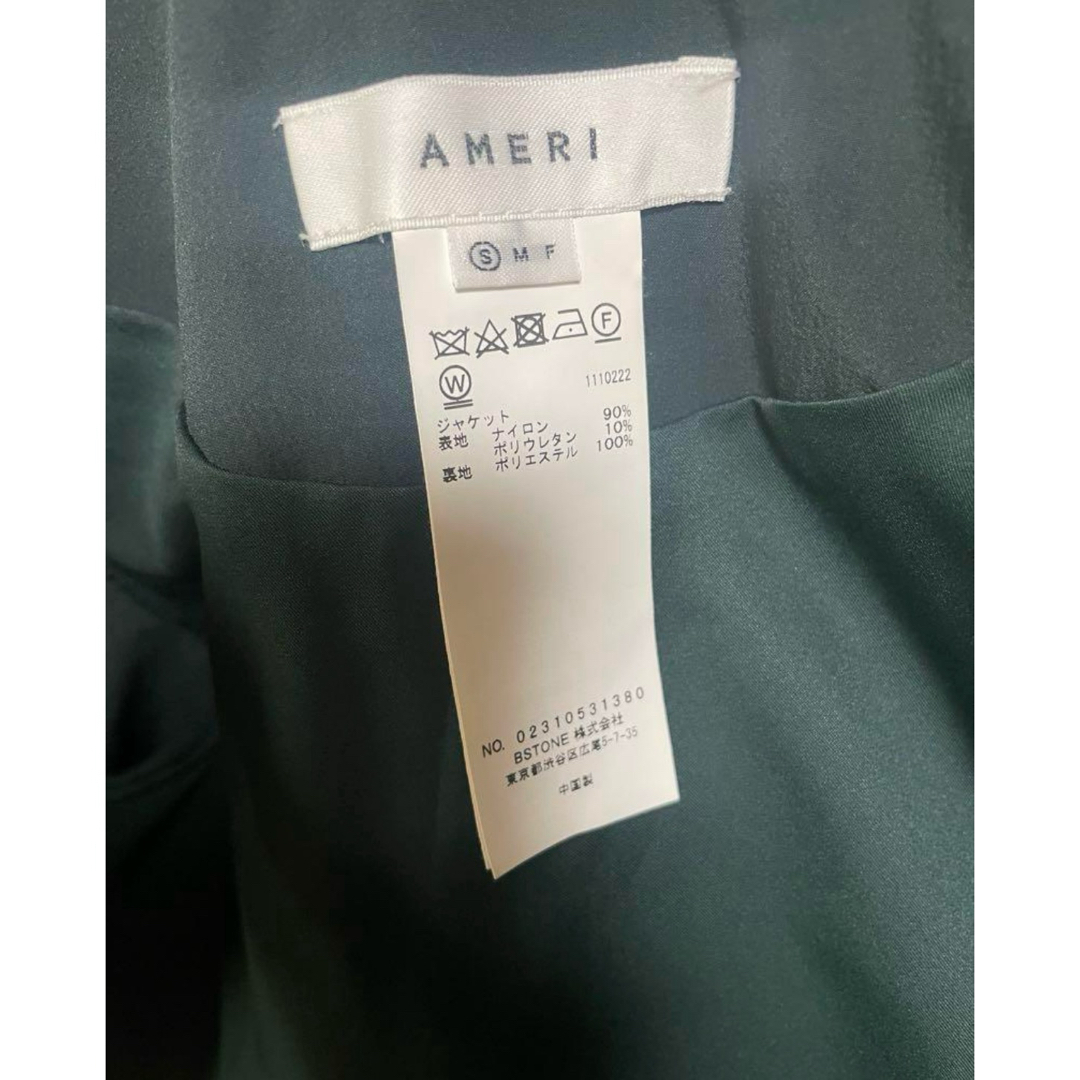 AMERI
S M F
F
W
1110222
ジャケット
表地 ナイロン 90%
ポリウレタン 10%
裏地 ポリエステル 100%
NO. 02310531380
BSTONE 株式会社
東京都渋谷区広尾5-7-35
中国製